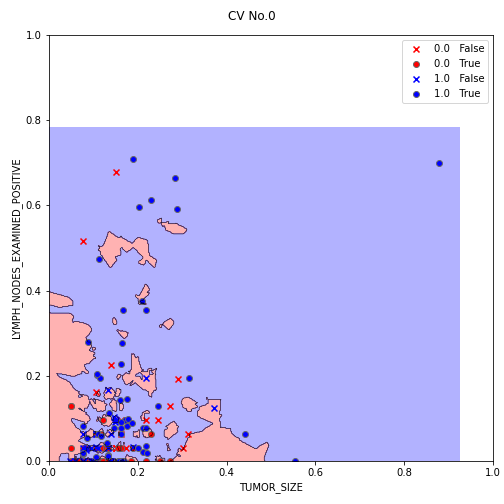 CV No.0
1.0
0.8
0.6
0.4
0.2
0.0
LYMPH_NODES_EXAMINED_POSITIVE
0.0 False
0.0 True
1.0 False
1.0 True
0.0 0.2 0.4 0.6 0.8 1.0
TUMOR_SIZE